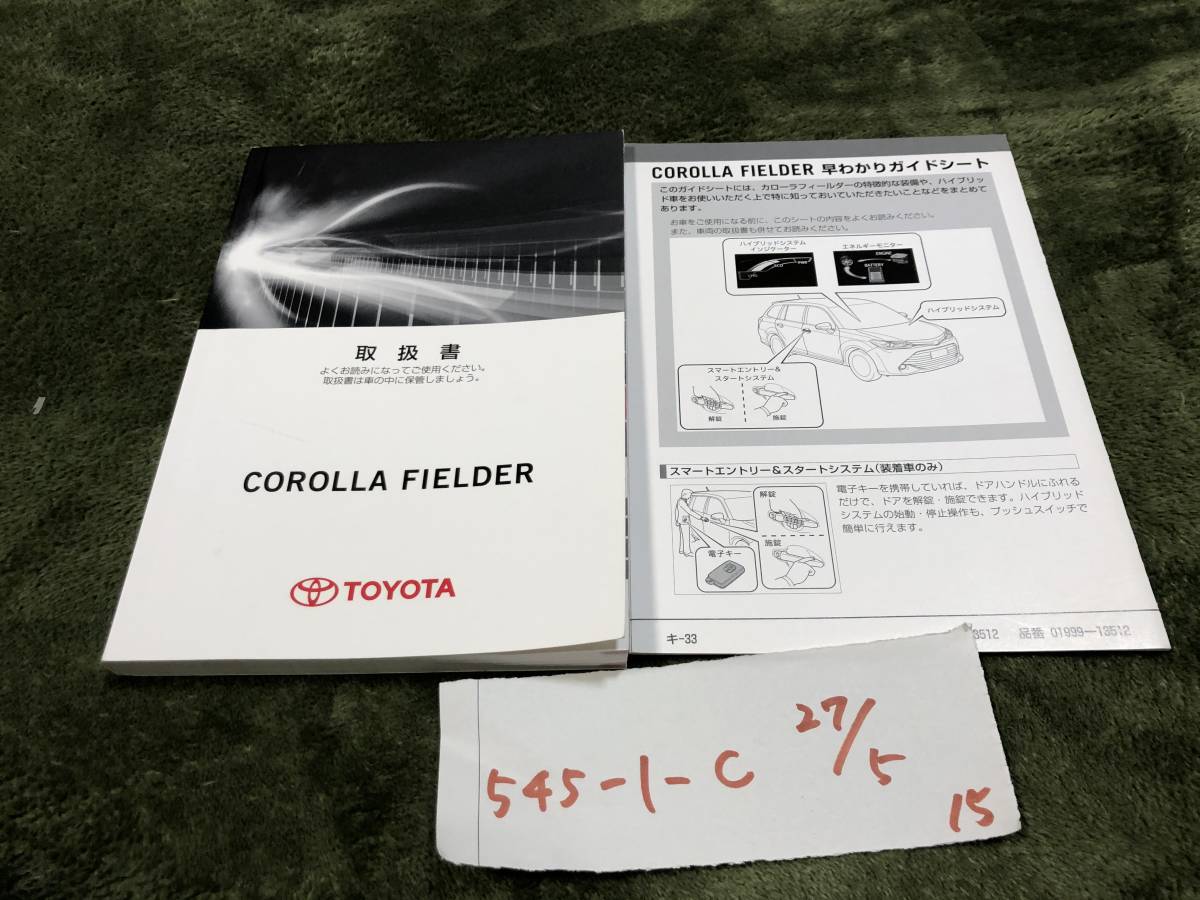 取扱書
よくお読みになってご使用ください。
取扱書は車の中に保管しましょう。
COROLLA FIELDER
TOYOTA
COROLLA FIELDER 早わかりガイドシート
このガイドシートには、カローラフィールダーの特徴的な装備や、ハイブリッ
ド車をお使いいただく上で特に知っておいていただきたいことなどをまとめて
あります。
お車をご使用になる前に、このシートの内容をよくお読みください。
また、車両の取扱書も併せてお読みください。
ハイブリッドシステム
インジケーター
エネルギーモニター
CHG ECO PWR
ENGINE
BATTERY
ハイブリッドシステム
スマートエントリー&
スタートシステム
解錠
施錠
スマートエントリー&スタートシステム(装着車のみ)
電子キーを携帯していれば、ドアハンドルにふれる
だけで、ドアを解錠・施錠できます。ハイブリッド
システムの始動・停止操作も、プッシュスイッチで
簡単に行えます。
解錠
施錠
電子キー
キ-33
3512 品番 01999-13512
545-1-C 27/5
15